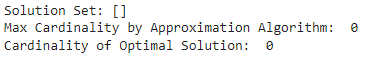 Solution Set: []
Max Cardinality by Approximation Algorithm:  0
Cardinality of Optimal Solution:  0